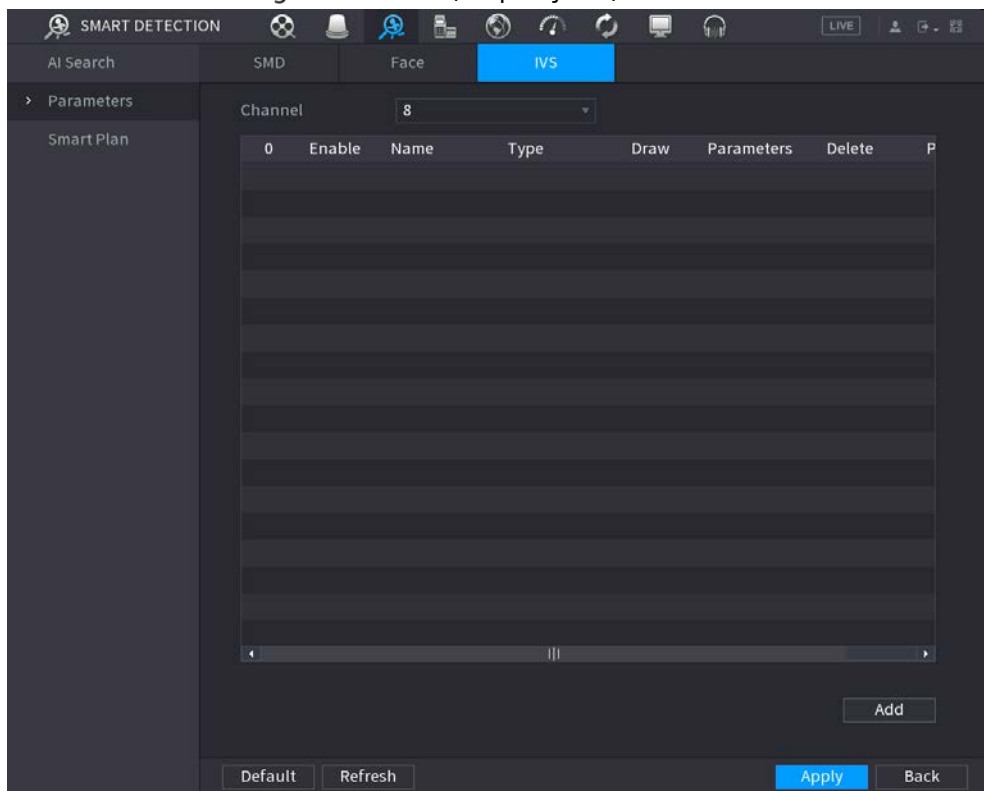 SMART DETECTION LIVE
AI Search SMD Face IVS
Parameters
Channel 8
Smart Plan
0 Enable Name Type Draw Parameters Delete P
Add
Default Refresh Apply Back